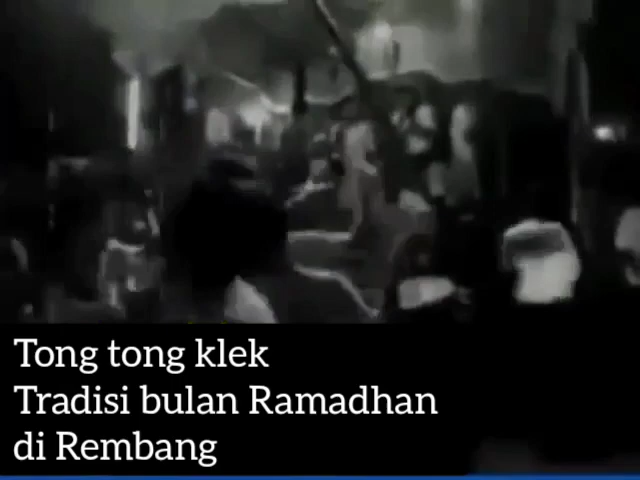 Tong tong klek
Tradisi bulan Ramadhan
di Rembang